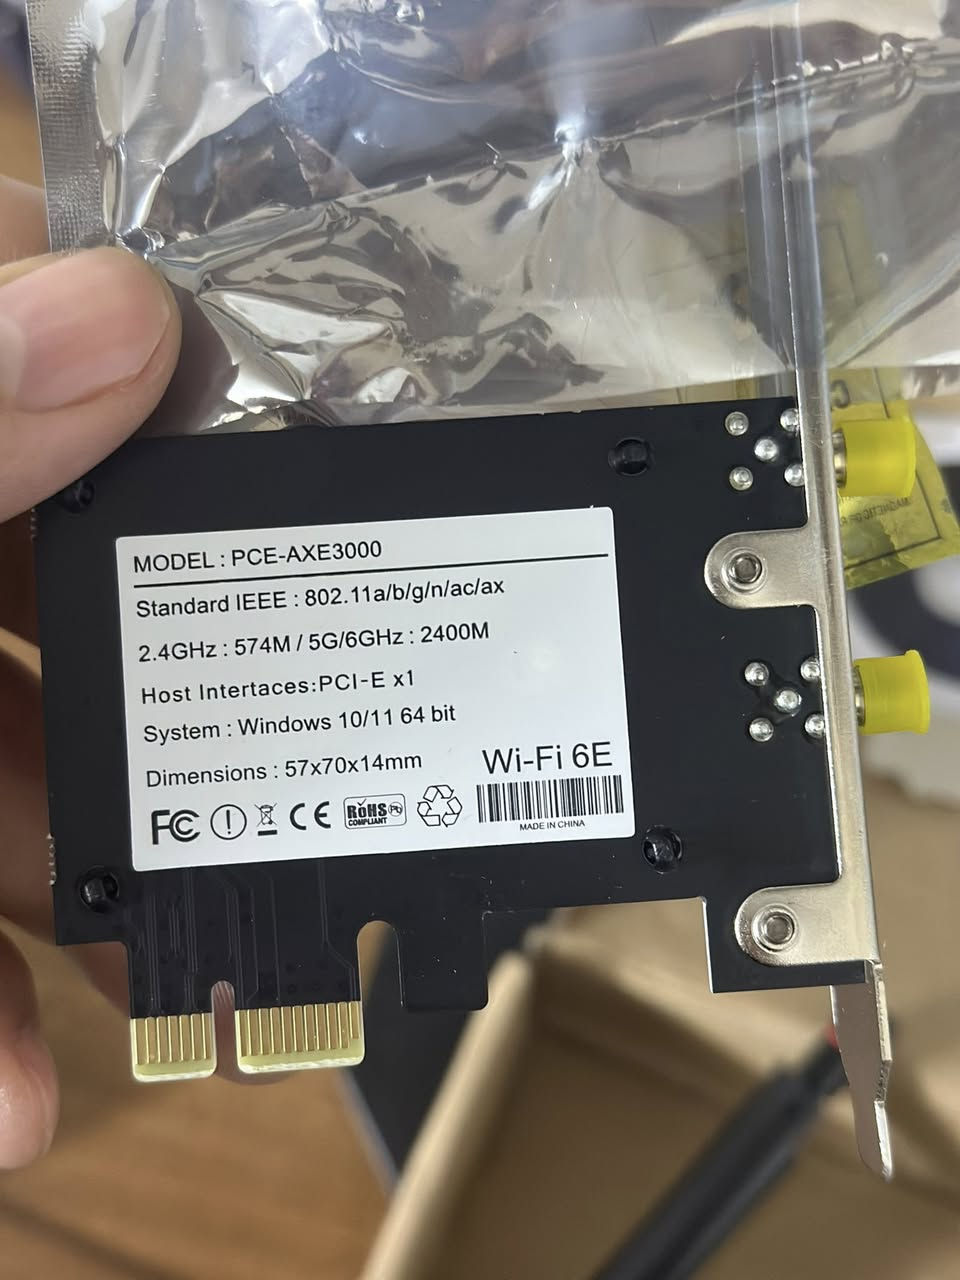 MODEL : PCE-AXE3000
Standard IEEE : 802.11a/b/g/n/ac/ax
2.4GHz : 574M / 5G/6GHz : 2400M
Host Intertaces:PCI-E x1
System : Windows 10/11 64 bit
Dimensions : 57x70x14mm
Wi-Fi 6E
FC CE RoHS Pb
COMPLIANT
MADE IN CHINA